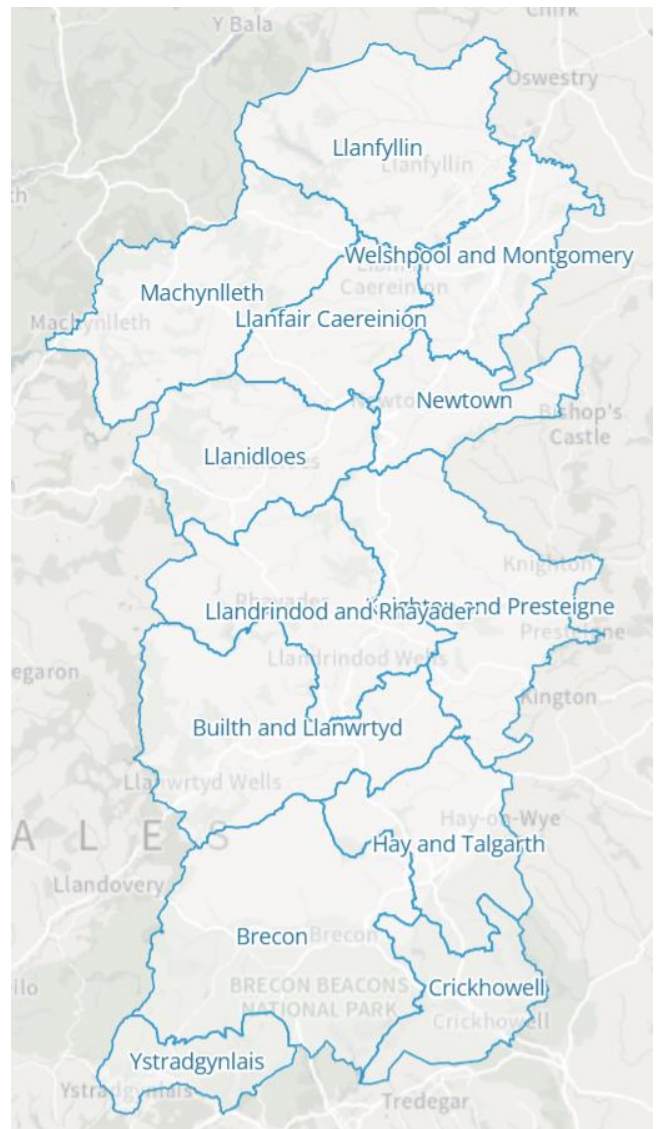 Chirk
Y Bala
Oswestry
Llanfyllin
Llanfyllin
Welshpool and Montgomery
Llanfair
Caereinion
Machynlleth
Llanfair Caereinion
Machynlleth
Newtown
Newtown
Bishop's
Castle
Llanidloes
Llanidloes
Knighton
Rhayader
Llandrindod and Rhayader
Knighton and Presteigne
Presteigne
Llandrindod Wells
egaron
Kington
Builth and Llanwrtyd
Llanwrtyd Wells
Hay-on-Wye
A L E S
Hay and Talgarth
Llandovery
Brecon
Brecon
BRECON BEACONS
NATIONAL PARK
Crickhowell
ilo
Crickhowell
Ystradgynlais
Ystradgynlais
Tredegar